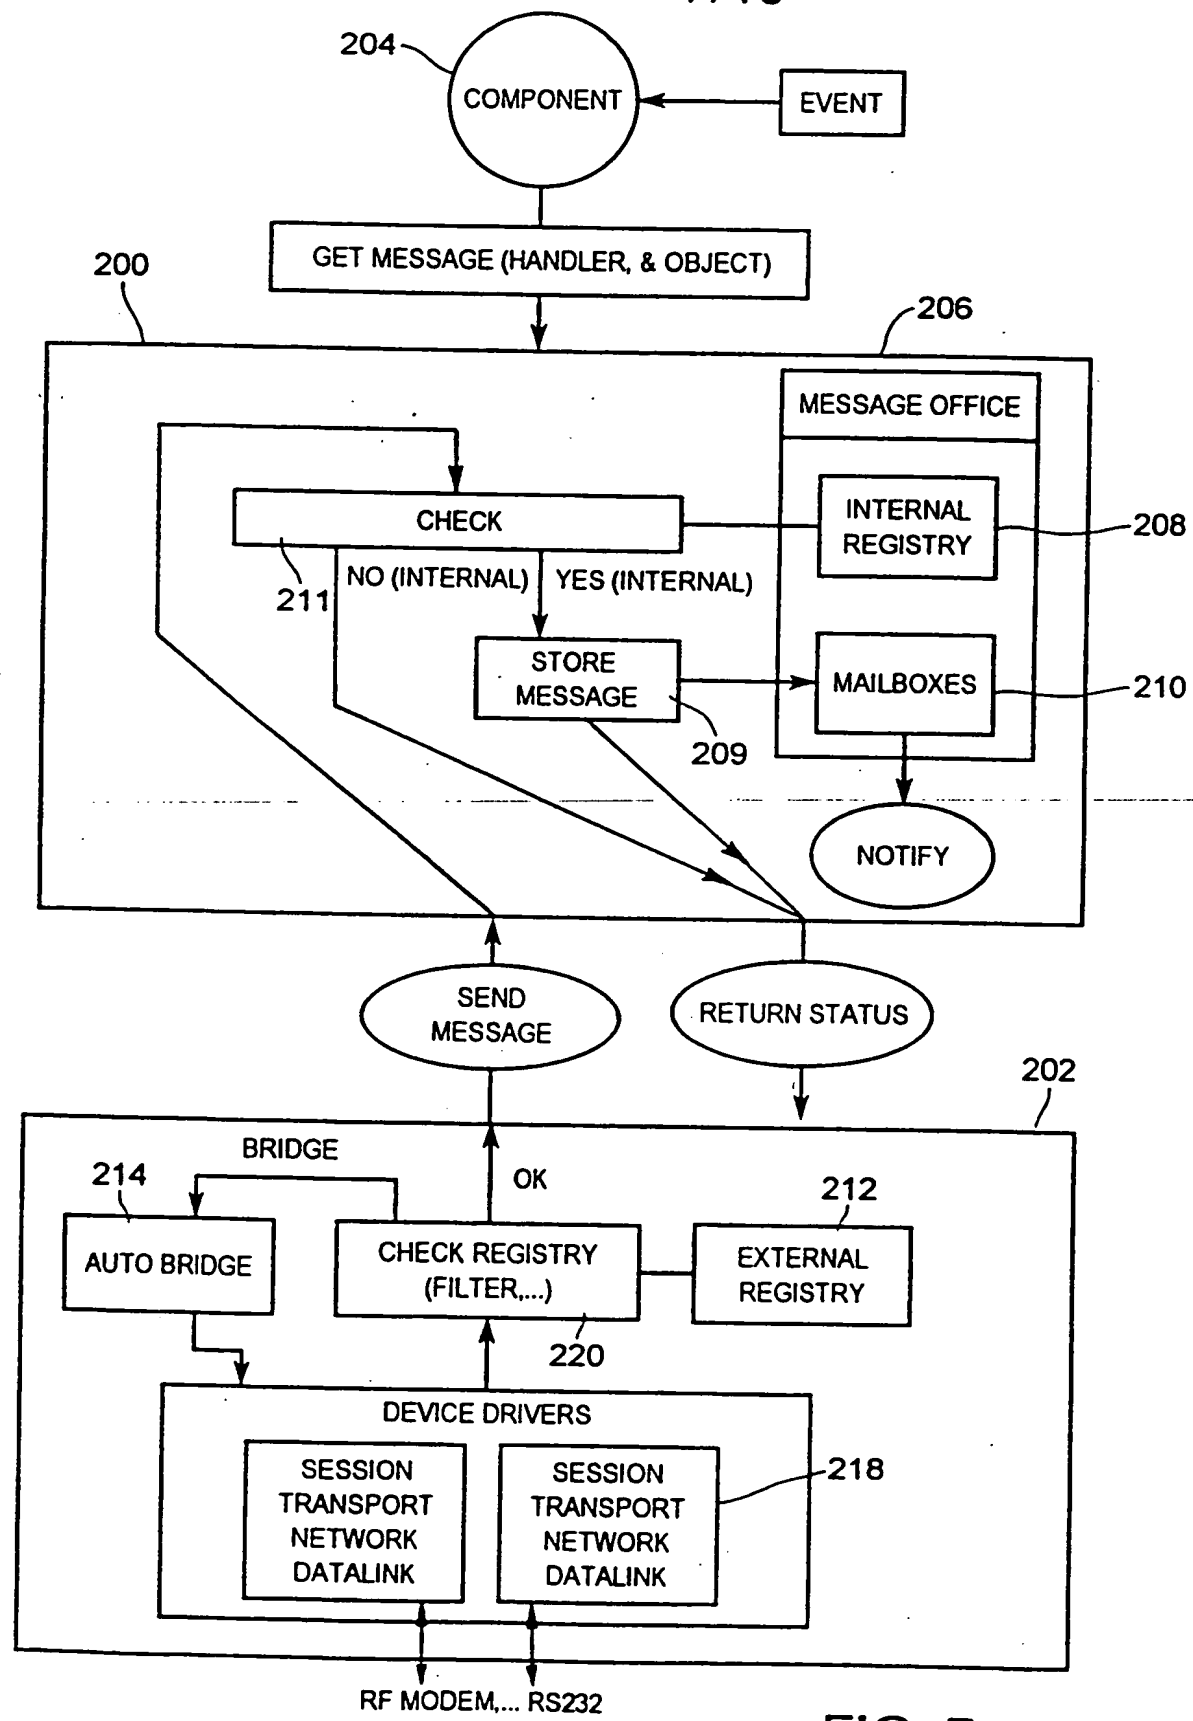 204
COMPONENT
EVENT
GET MESSAGE (HANDLER, & OBJECT)
200
206
MESSAGE OFFICE
CHECK
INTERNAL
REGISTRY
208
211
NO (INTERNAL)
YES (INTERNAL)
STORE
MESSAGE
209
MAILBOXES
210
NOTIFY
SEND
MESSAGE
RETURN STATUS
202
BRIDGE
OK
214
AUTO BRIDGE
CHECK REGISTRY
(FILTER,...)
220
212
EXTERNAL
REGISTRY
DEVICE DRIVERS
SESSION
TRANSPORT
NETWORK
DATALINK
SESSION
TRANSPORT
NETWORK
DATALINK
218
RF MODEM,... RS232